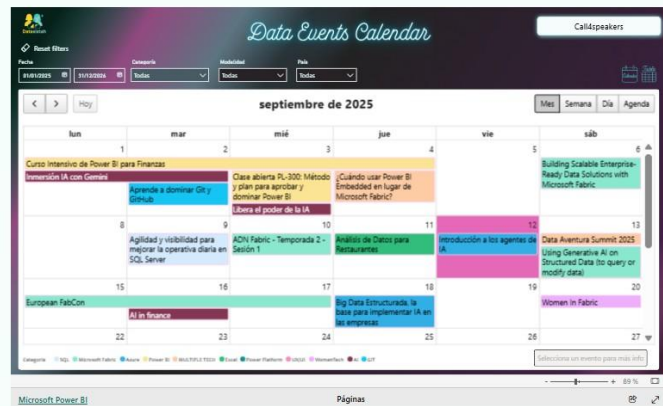 Data Events Calendar
Call4speakers
Reset filters
Fecha
Categoría
Modalidad
País
01/01/2025
31/12/2026
Todas
Todas
Todas
Hoy
septiembre de 2025
Mes
Semana
Día
Agenda
lun
mar
mié
jue
vie
sáb
1
2
3
4
5
6
Curso Intensivo de Power BI para Finanzas
Building Scalable Enterprise-
Ready Data Solutions with
Microsoft Fabric
Inmersión IA con Gemini
Aprende a dominar Git y
GitHub
Clase abierta PL-300: Método
y plan para aprobar y
dominar Power BI
¿Cuándo usar Power BI
Embedded en lugar de
Microsoft Fabric?
Libera el poder de la IA
8
9
10
11
12
13
Agilidad y visibilidad para
mejorar la operativa diaria en
SQL Server
ADN Fabric - Temporada 2 -
Sesión 1
Análisis de Datos para
Restaurantes
Introducción a los agentes de
IA
Data Aventura Summit 2025
Using Generative AI on
Structured Data (to query or
modify data)
15
16
17
18
19
20
European FabCon
AI in finance
Big Data Estructurada, la
base para implementar IA en
las empresas
Women In Fabric
22
23
24
25
26
27
Categoría SQL Microsoft Fabric Azure Power BI MULTIPLE TECH Excel Power Platform UX/UI WomenTech AI GIT
Selecciona un evento para más info
- + 89 %
Microsoft Power BI
Páginas